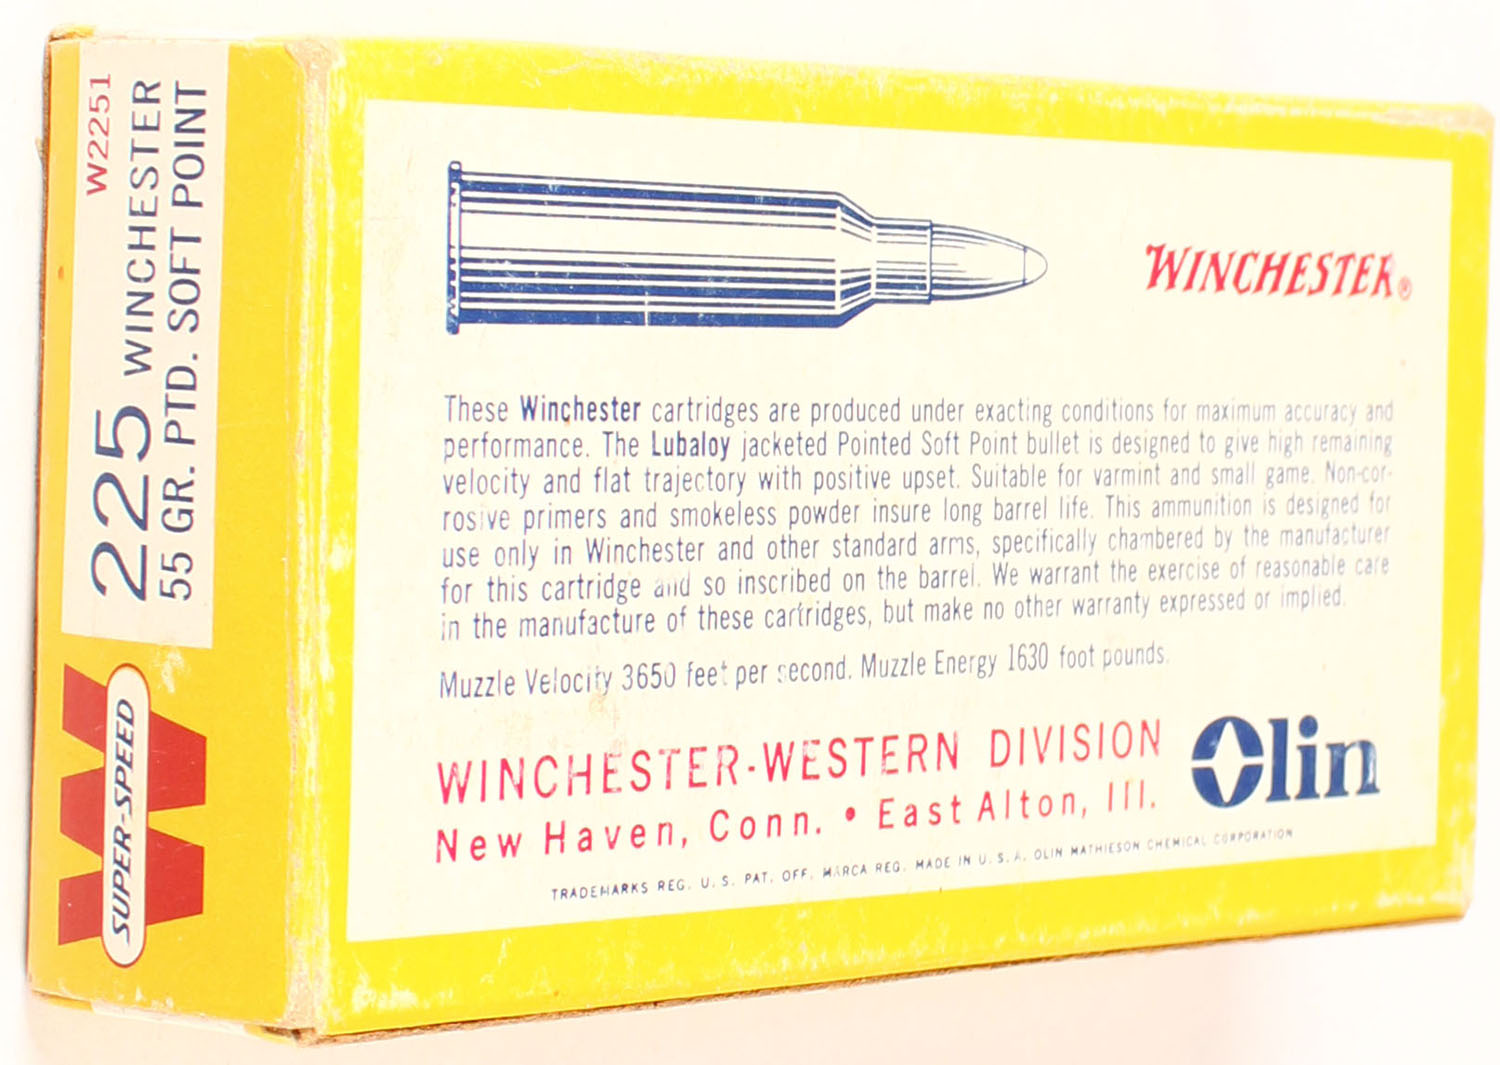 W2251
225 WINCHESTER
55 GR. PTD. SOFT POINT
W
SUPER-SPEED
WINCHESTER®
These Winchester cartridges are produced under exacting conditions for maximum accuracy and
performance. The Lubaloy jacketed Pointed Soft Point bullet is designed to give high remaining
velocity and flat trajectory with positive upset. Suitable for varmint and small game. Non-cor-
rosive primers and smokeless powder insure long barrel life. This ammunition is designed for
use only in Winchester and other standard arms, specifically chambered by the manufacturer
for this cartridge and so inscribed on the barrel. We warrant the exercise of reasonable care
in the manufacture of these cartridges, but make no other warranty expressed or implied.
Muzzle Velocity 3650 feet per second. Muzzle Energy 1630 foot pounds.
WINCHESTER-WESTERN DIVISION
New Haven, Conn. • East Alton, Ill.
Olin
TRADEMARKS REG. U. S. PAT. OFF. MARCA REG. MADE IN U. S. A. OLIN MATHIESON CHEMICAL CORPORATION